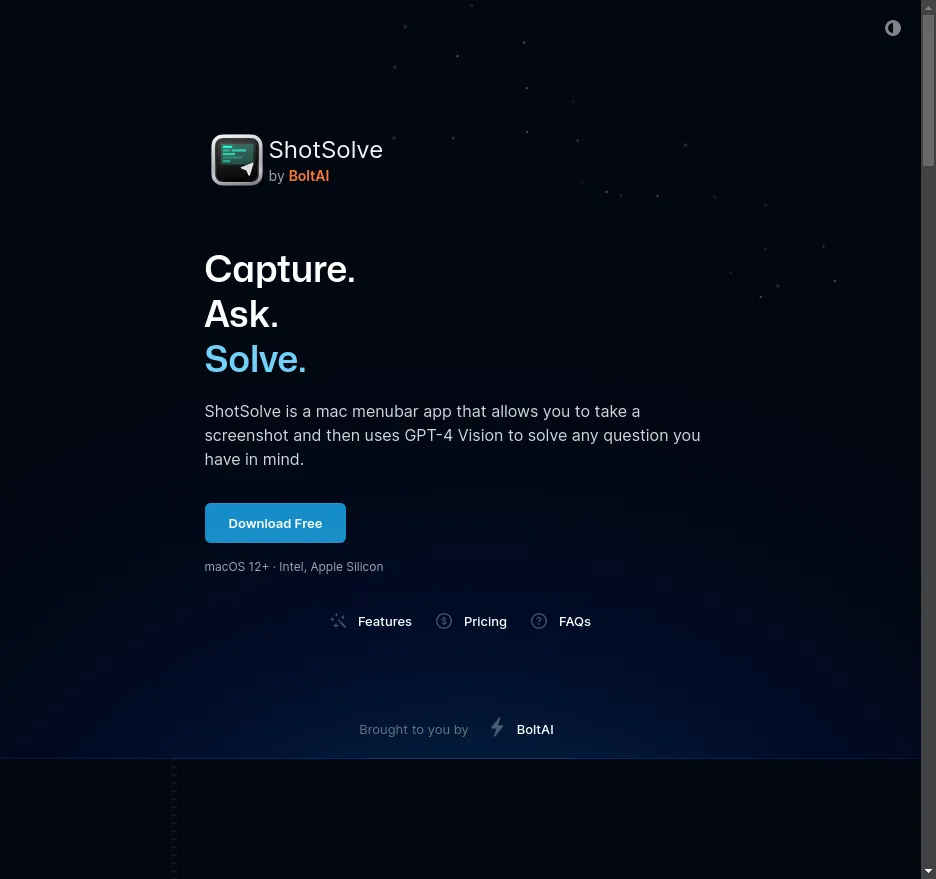 ShotSolve
by BoltAI
Capture.
Ask.
Solve.
ShotSolve is a mac menubar app that allows you to take a
screenshot and then uses GPT-4 Vision to solve any question you
have in mind.
Download Free
macOS 12+ · Intel, Apple Silicon
Features
Pricing
FAQs
Brought to you by
BoltAI